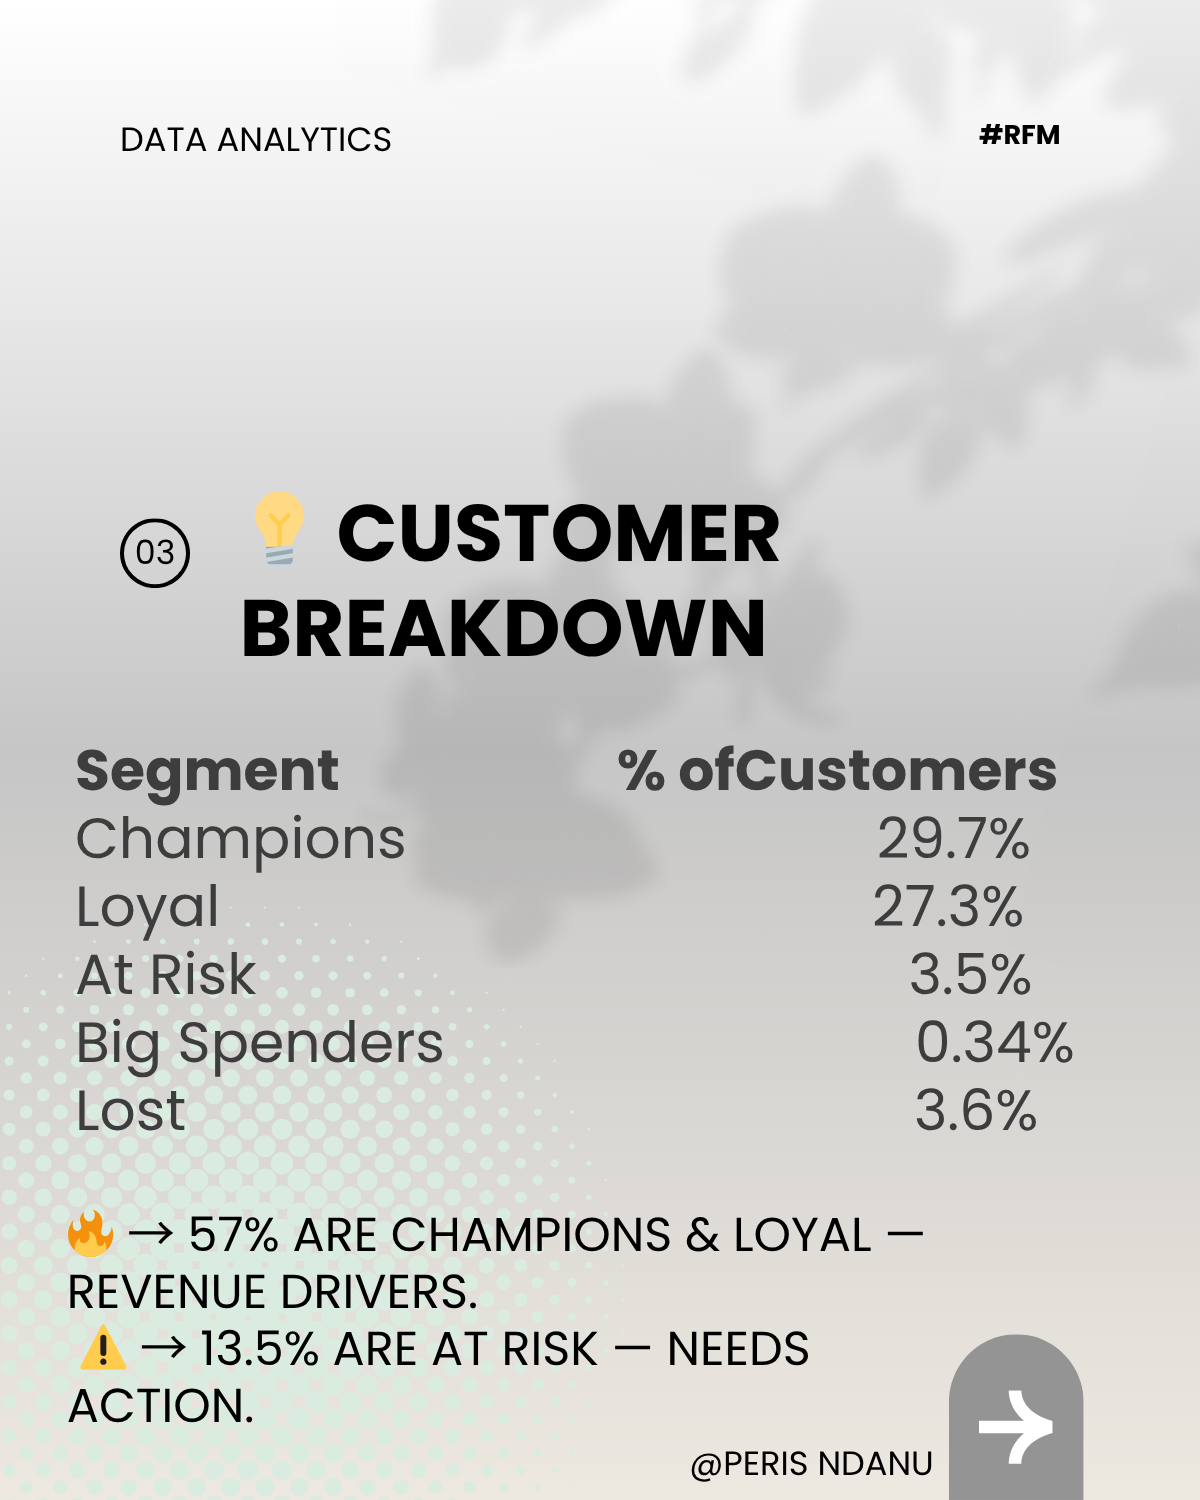 DATA ANALYTICS
#RFM
03
💡 CUSTOMER
BREAKDOWN
Segment % ofCustomers
Champions 29.7%
Loyal 27.3%
At Risk 3.5%
Big Spenders 0.34%
Lost 3.6%
🔥 → 57% ARE CHAMPIONS & LOYAL —
REVENUE DRIVERS.
⚠️ → 13.5% ARE AT RISK — NEEDS
ACTION.
@PERIS NDANU